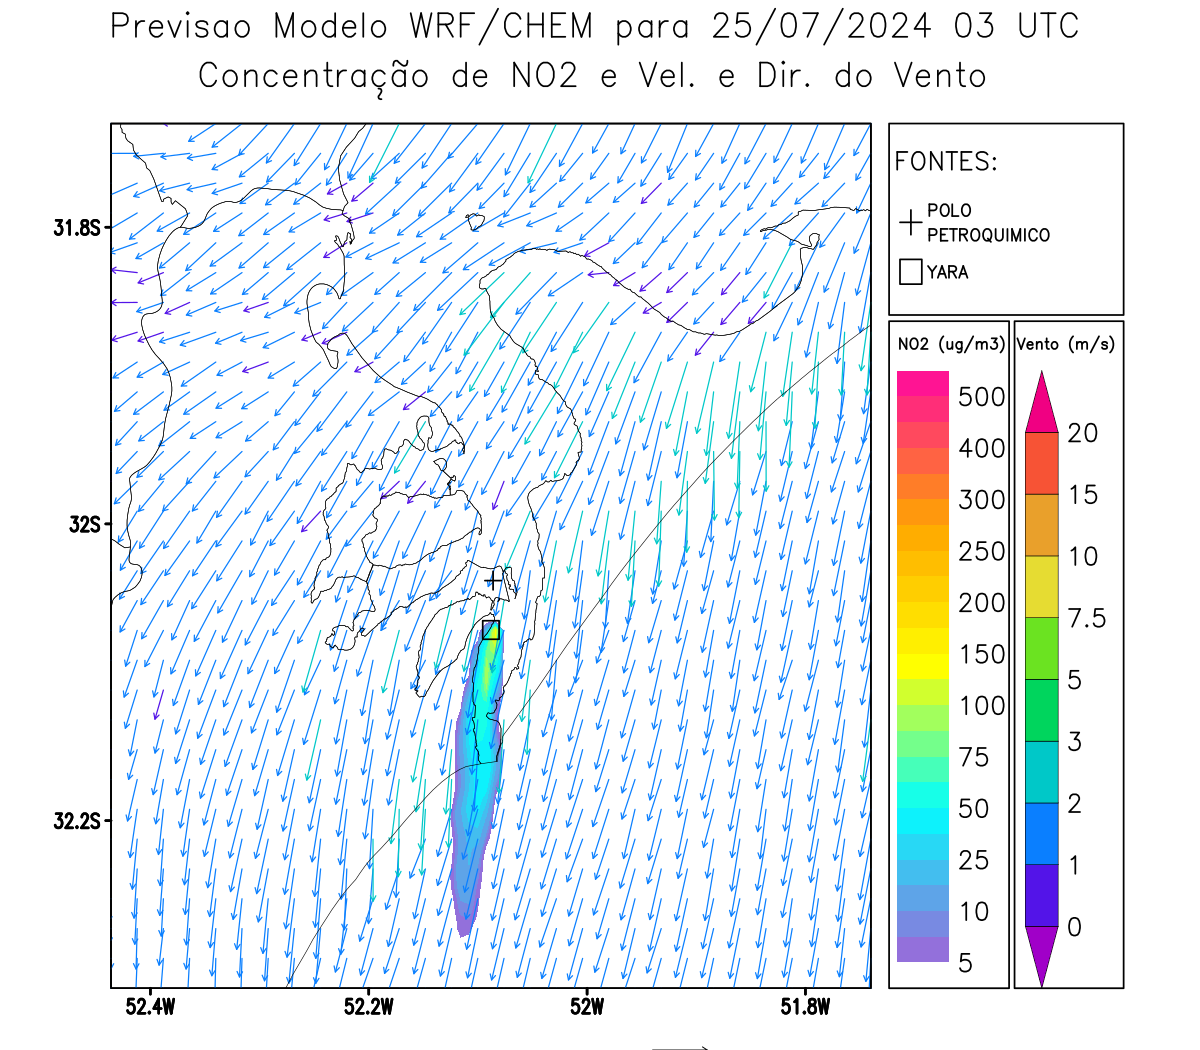 Previsao Modelo WRF/CHEM para 25/07/2024 03 UTC
Concentração de NO2 e Vel. e Dir. do Vento
FONTES:
POLO
PETROQUIMICO
YARA
NO2 (ug/m3)
500
400
300
250
200
150
100
75
50
25
10
5
Vento (m/s)
20
15
10
7.5
5
3
2
1
0
31.8S
32S
32.2S
52.4W
52.2W
52W
51.8W